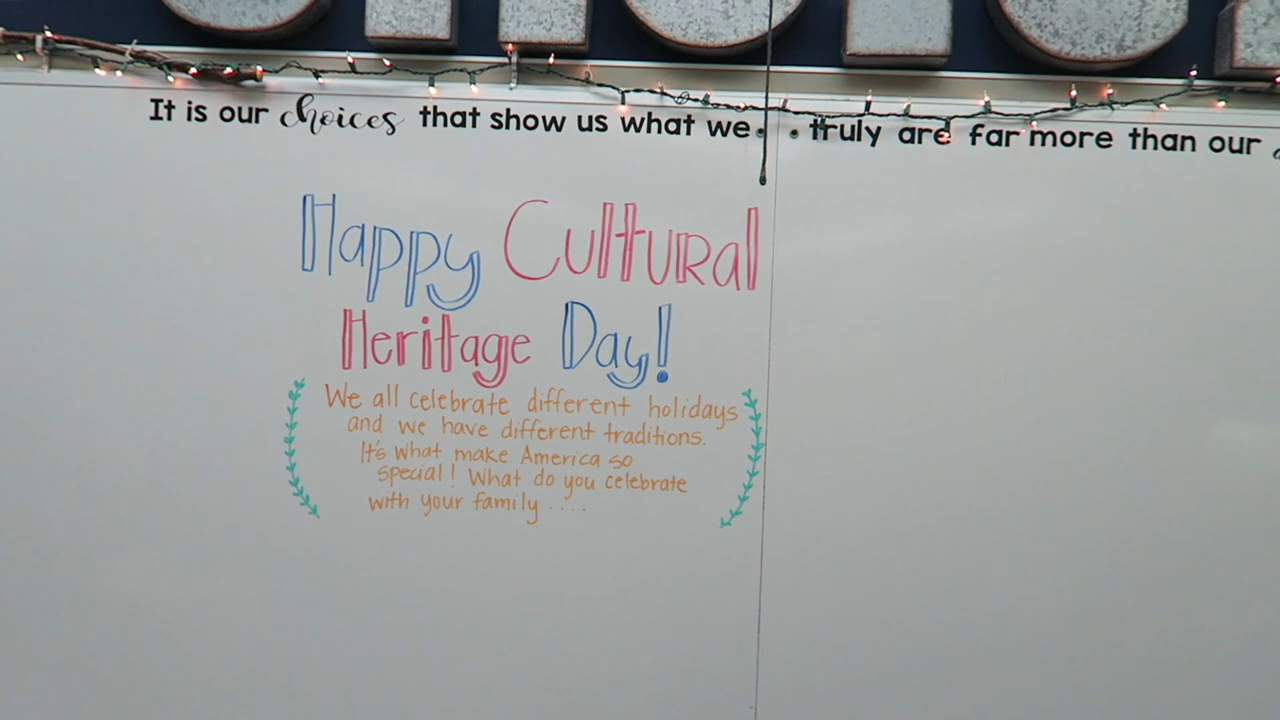 It is our choices that show us what we. . truly are far more than our
Happy Cultural
Heritage Day!
We all celebrate different holidays
and we have different traditions.
It's what make America so
special! What do you celebrate
with your family ....